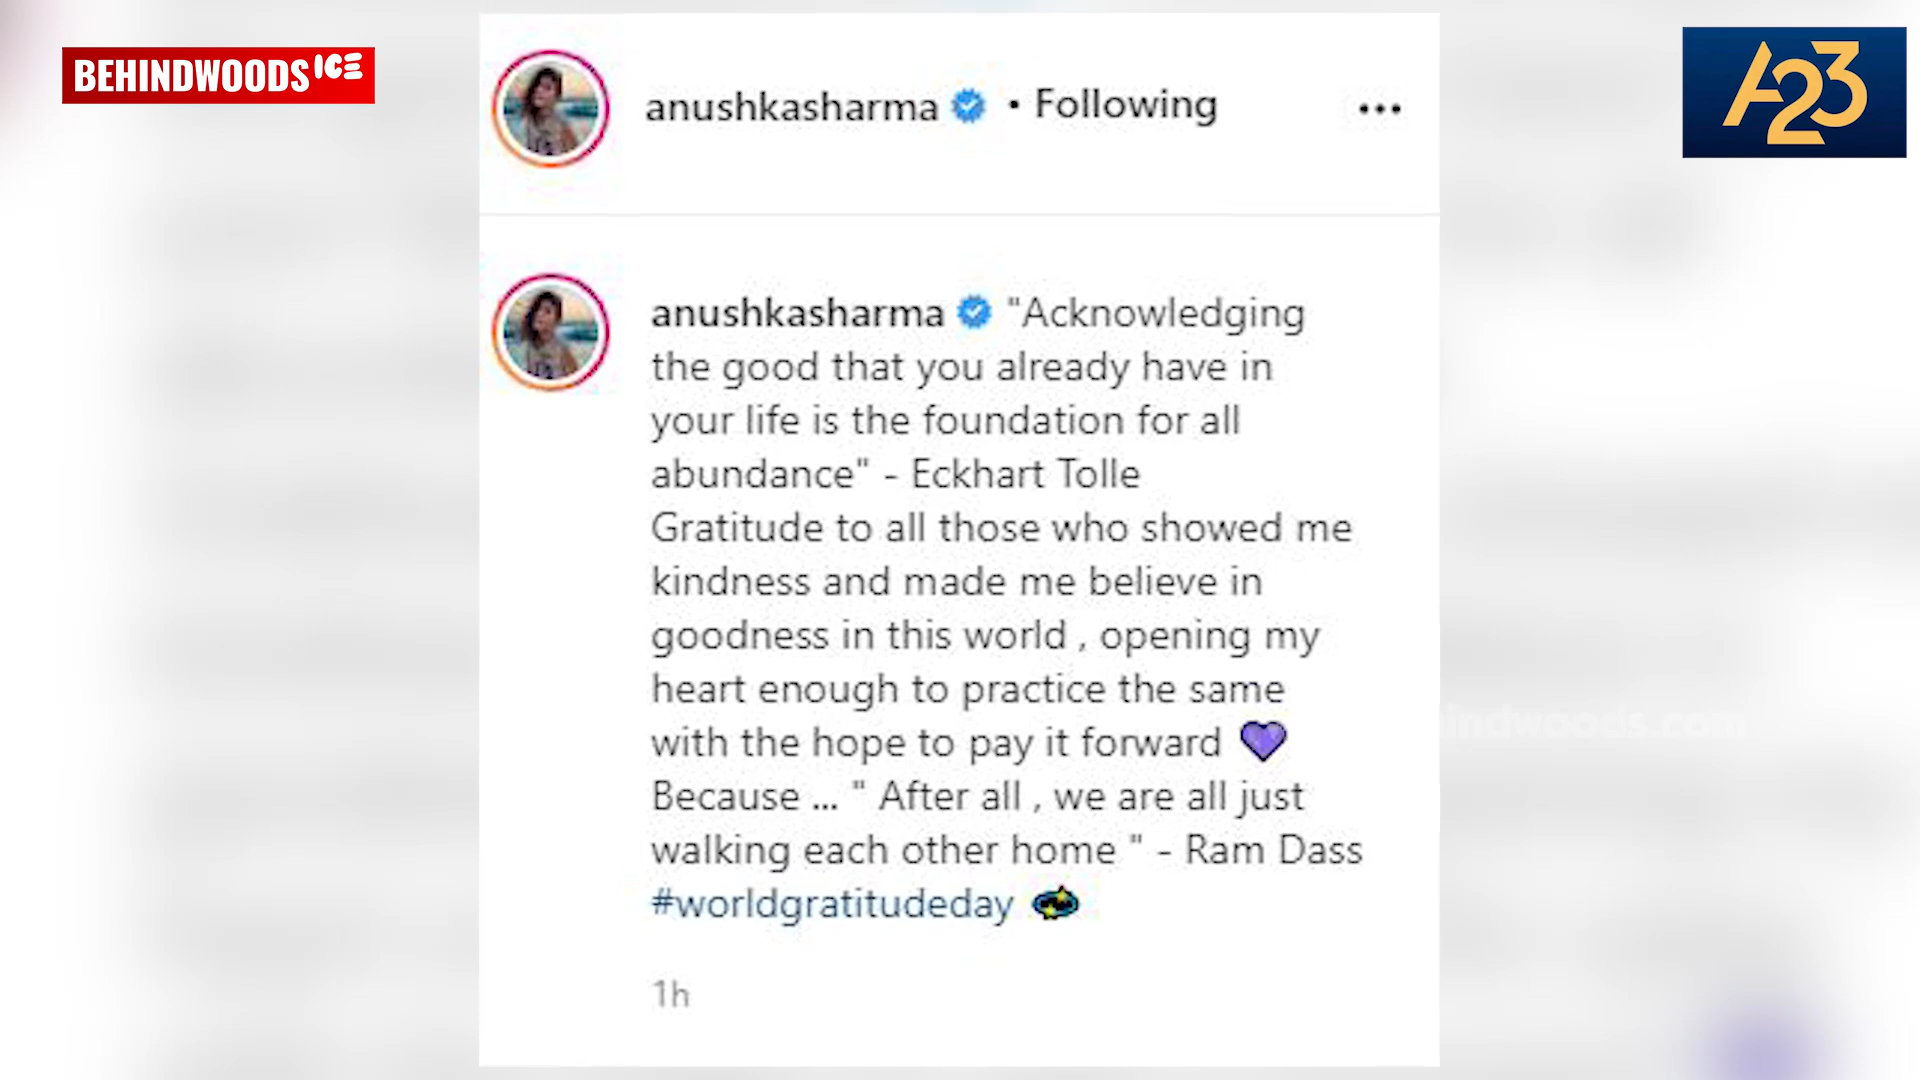 BEHINDWOODS ICE
A23
anushkasharma • Following
anushkasharma "Acknowledging
the good that you already have in
your life is the foundation for all
abundance" - Eckhart Tolle
Gratitude to all those who showed me
kindness and made me believe in
goodness in this world , opening my
heart enough to practice the same
with the hope to pay it forward 💜
Because ... " After all , we are all just
walking each other home " - Ram Dass
#worldgratitudeday 💫
1h
indwoods.com